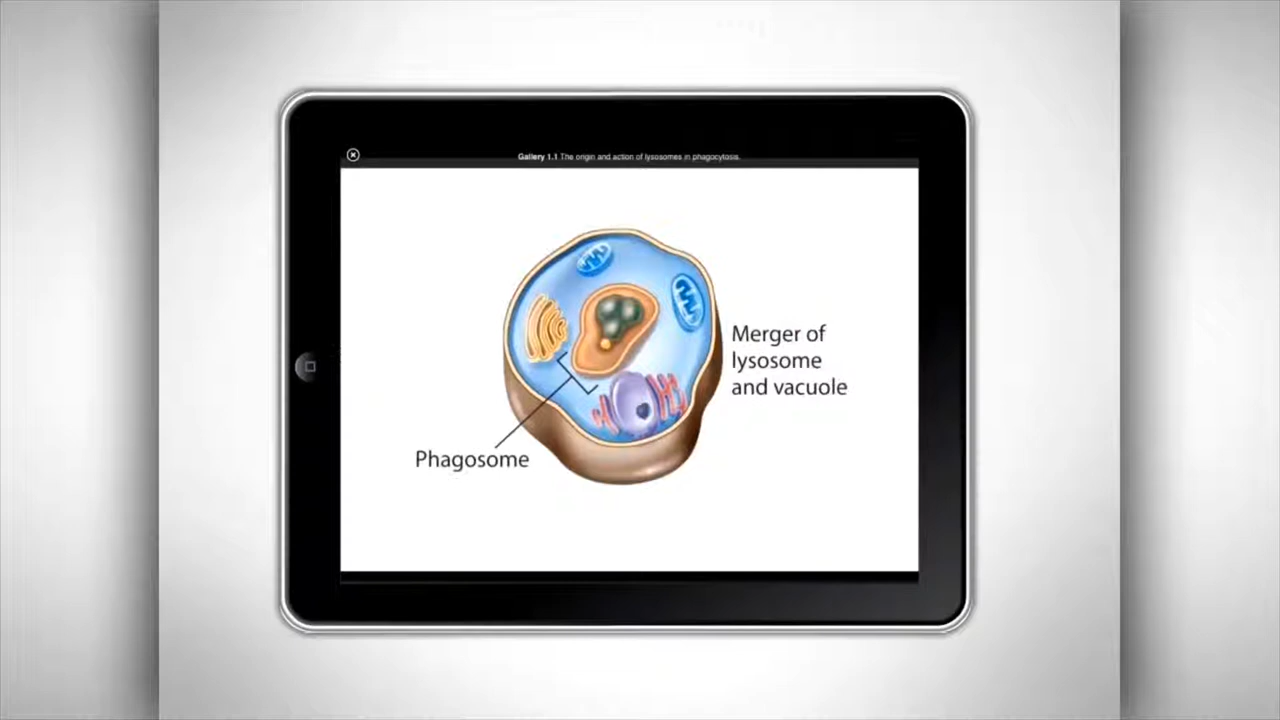 Gallery 1.1 The origin and action of lysosomes in phagocytosis.
Merger of
lysosome
and vacuole
Phagosome